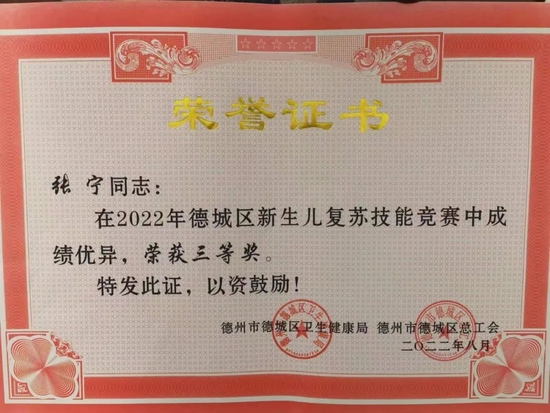 荣誉证书
张宁同志：
在2022年德城区新生儿复苏技能竞赛中成
绩优异，荣获三等奖。
特发此证，以资鼓励！
德州市德城区卫生健康局 德州市德城区总工会
二〇二二年八月